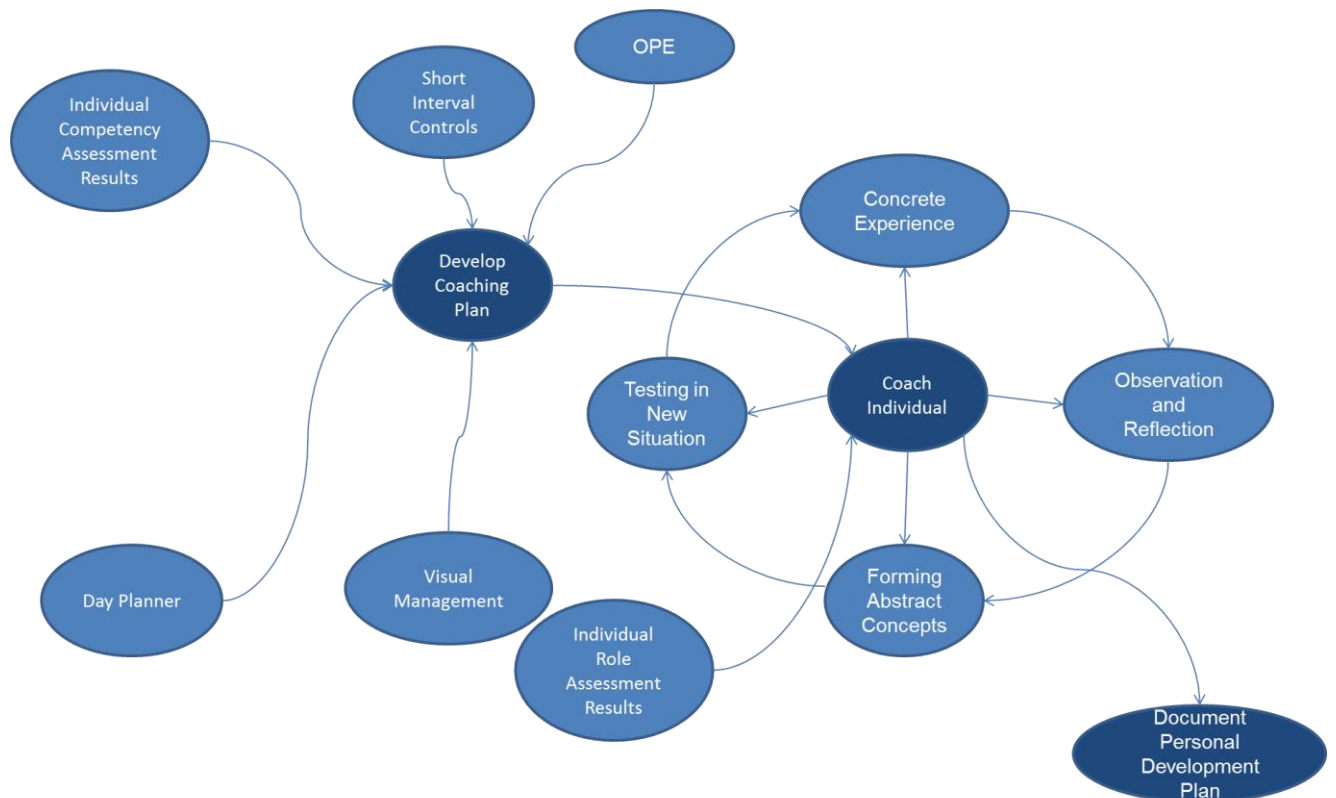 OPE
Short
Interval
Controls
Individual
Competency
Assessment
Results
Concrete
Experience
Develop
Coaching
Plan
Coach
Individual
Testing in
New
Situation
Observation
and
Reflection
Day Planner
Visual
Management
Forming
Abstract
Concepts
Individual
Role
Assessment
Results
Document
Personal
Development
Plan